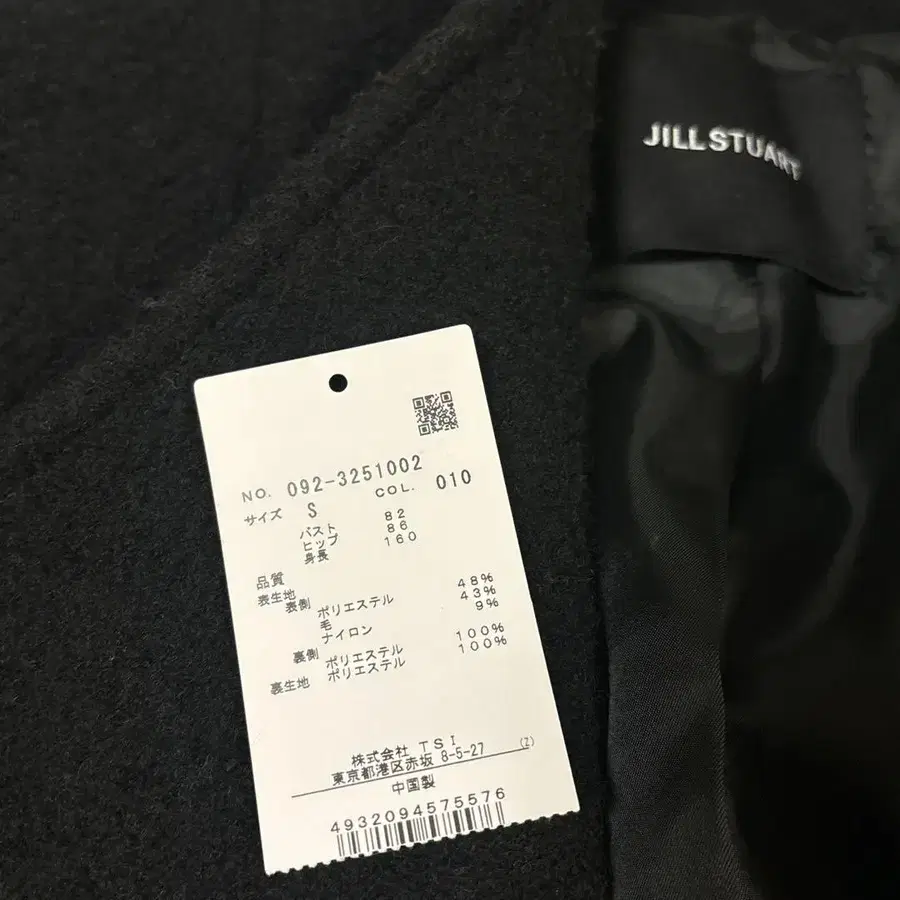 JILLSTUART
NO. 092-3251002 COL. 010
サイズ S
バスト 82
ヒップ 86
身長 160
品質
表生地
表側 ポリエステル 48%
毛 43%
ナイロン 9%
裏側 ポリエステル 100%
裏生地 ポリエステル 100%
株式会社 TSI
東京都港区赤坂 8-5-27 (Z)
中国製
4932094575576